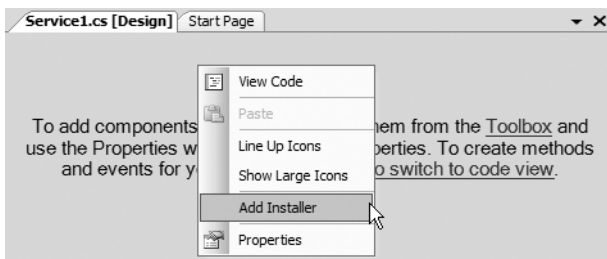 Service1.cs [Design] Start Page
View Code
Paste
To add components hem from the Toolbox and
Line Up Icons
use the Properties operties. To create methods
Show Large Icons
and events for to switch to code view.
Add Installer
Properties